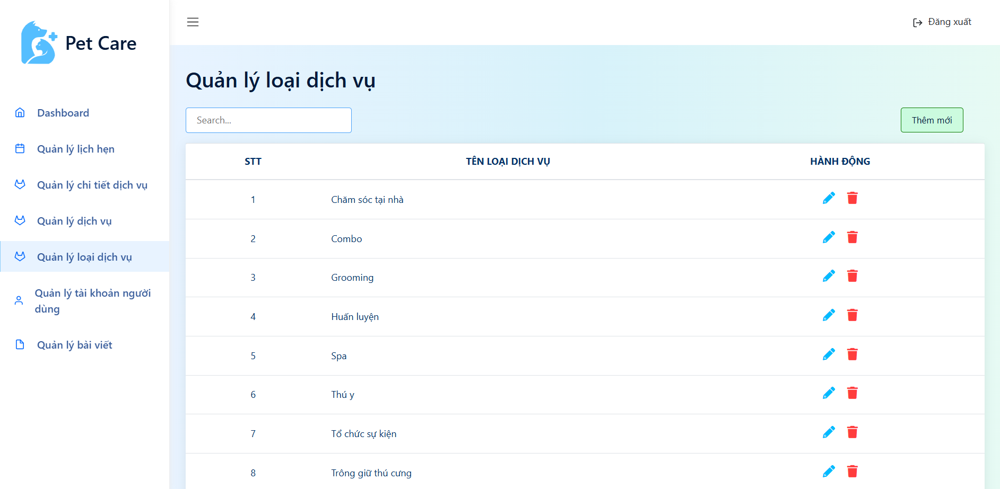 Pet Care
Đăng xuất
Dashboard
Quản lý lịch hẹn
Quản lý chi tiết dịch vụ
Quản lý dịch vụ
Quản lý loại dịch vụ
Quản lý tài khoản người
dùng
Quản lý bài viết
Quản lý loại dịch vụ
Search...
Thêm mới
STT TÊN LOẠI DỊCH VỤ HÀNH ĐỘNG
1 Chăm sóc tại nhà
2 Combo
3 Grooming
4 Huấn luyện
5 Spa
6 Thú y
7 Tổ chức sự kiện
8 Trông giữ thú cưng